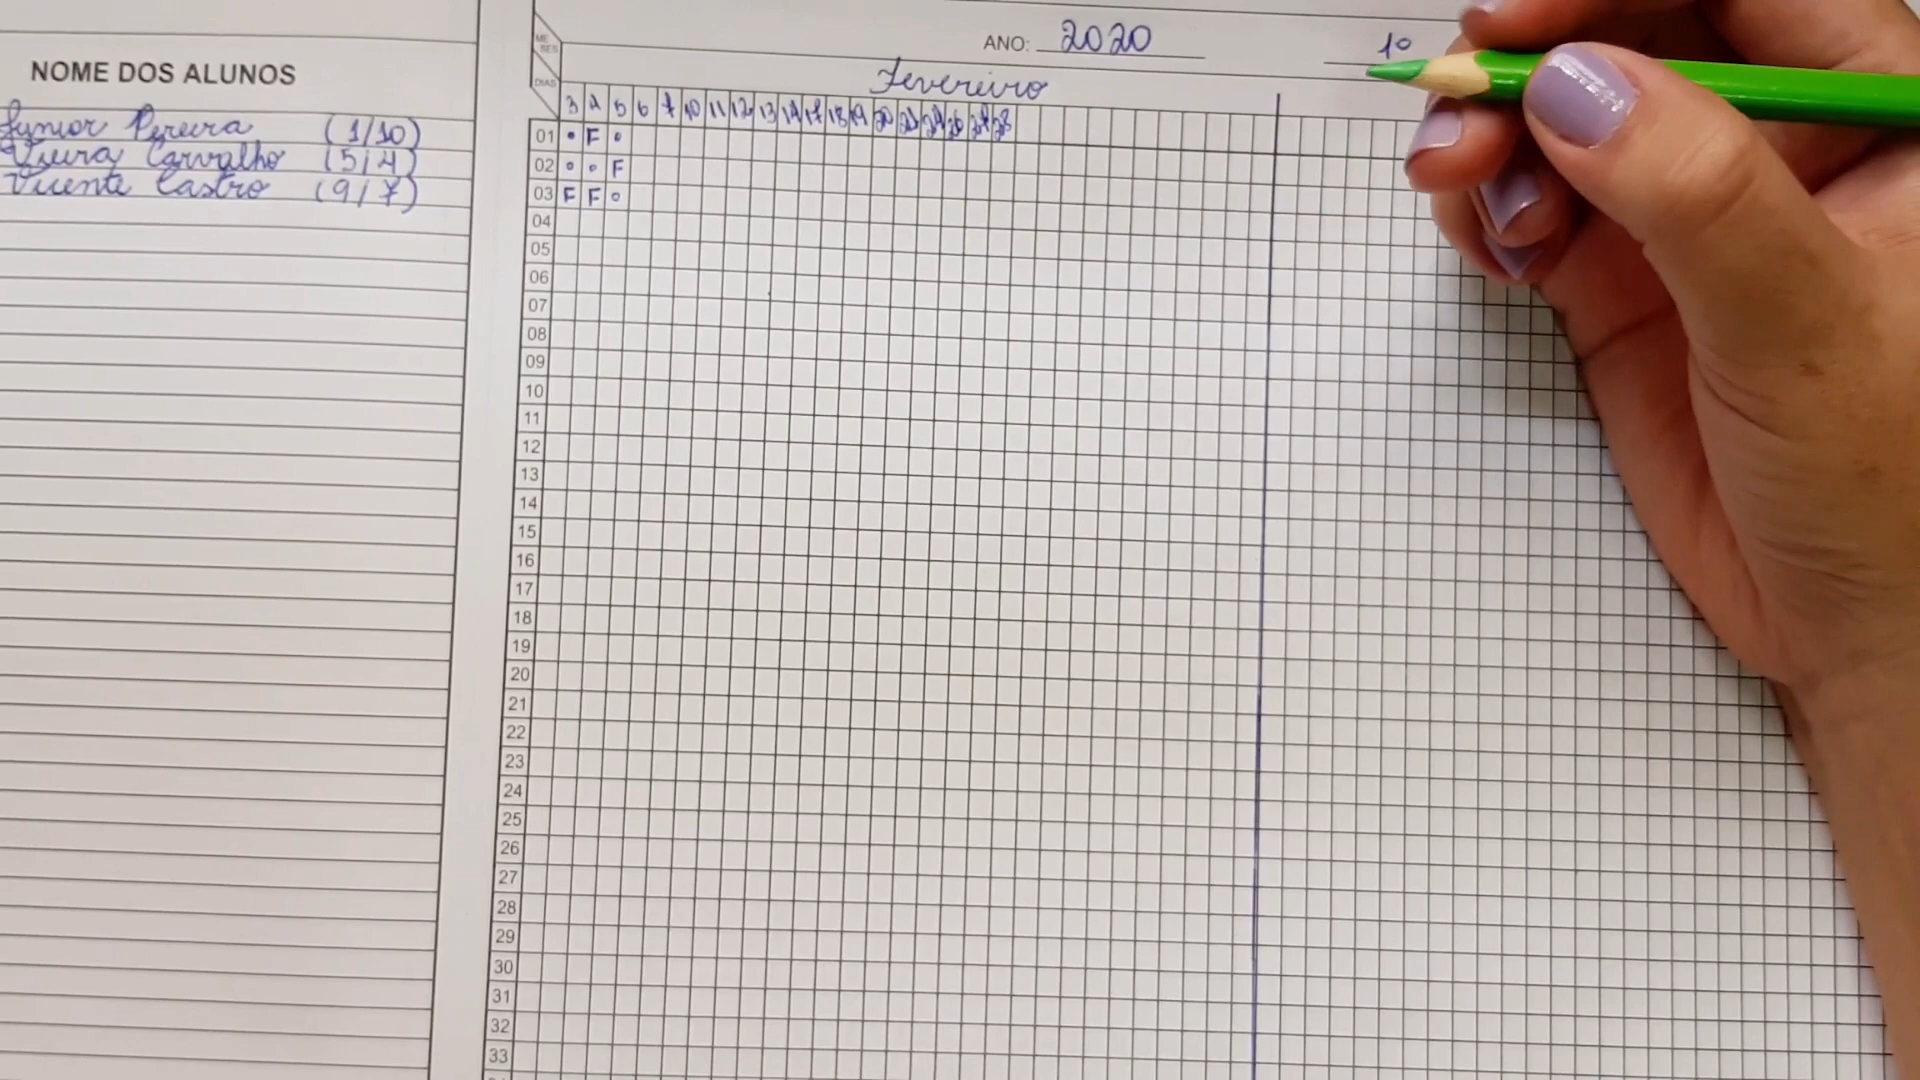 ANO: 2020
1º
NOME DOS ALUNOS
MESES
Fevereiro
DIAS
3 4 5 6 7 10 11 12 13 14 17 18 19 20 21 27 28
Junior Pereira (1/10)
01 • F •
Vieira Carvalho (5/4)
02 • • F
Vicente Castro (9/7)
03 F F •
04
05
06
07
08
09
10
11
12
13
14
15
16
17
18
19
20
21
22
23
24
25
26
27
28
29
30
31
32
33